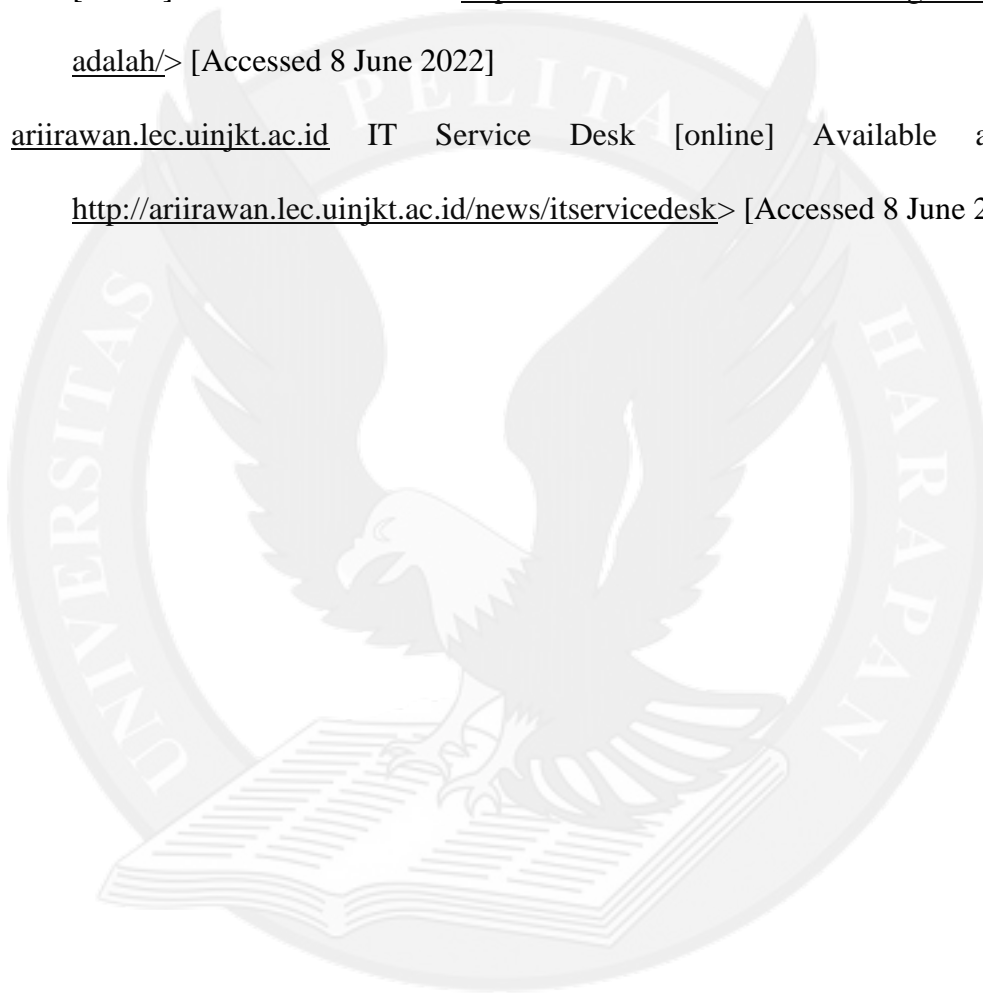 adalah/> [Accessed 8 June 2022]
ariirawan.lec.uinjkt.ac.id IT Service Desk [online] Available
http://ariirawan.lec.uinjkt.ac.id/news/itservicedesk> [Accessed 8 June
UNIVERSITAS PELITA HARAPAN